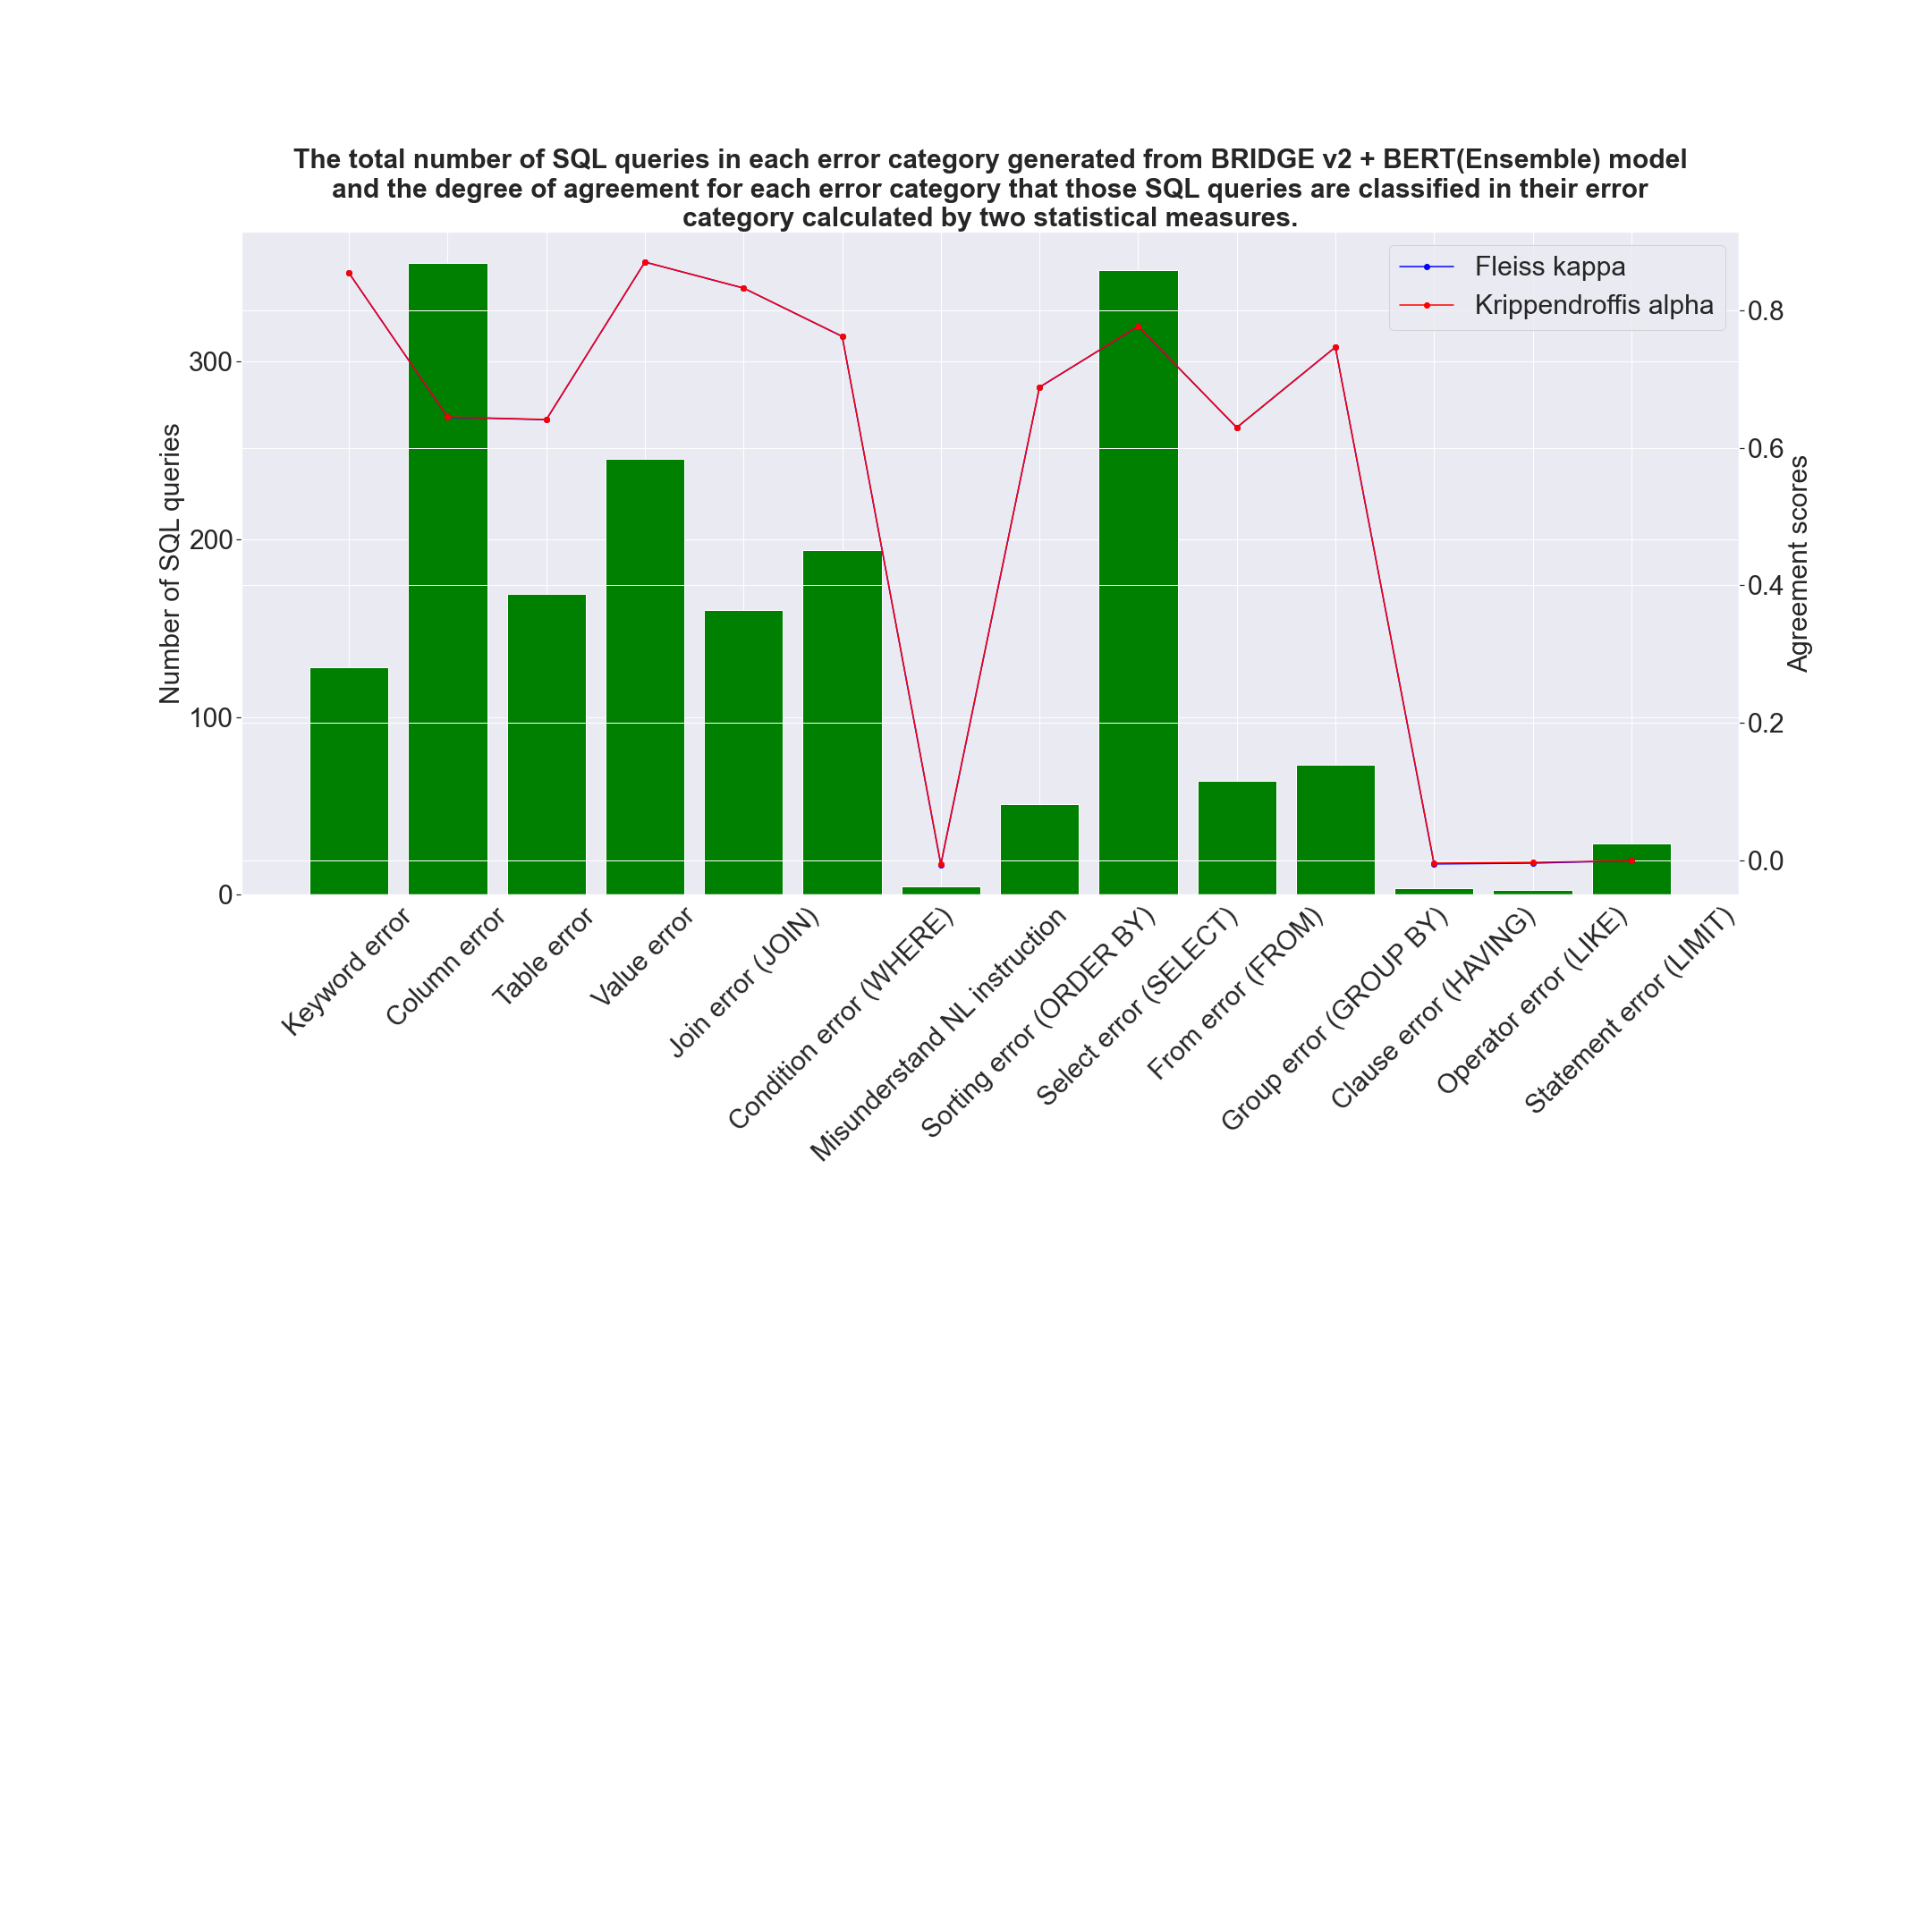 The total number of SQL queries in each error category generated from BRIDGE v2 + BERT(Ensemble) model
and the degree of agreement for each error category that those SQL queries are classified in their error
category calculated by two statistical measures.
Fleiss kappa
Krippendroffis alpha
Number of SQL queries
300
200
100
0
Agreement scores
0.8
0.6
0.4
0.2
0.0
Keyword error
Column error
Table error
Value error
Join error (JOIN)
Condition error (WHERE)
Misunderstand NL instruction
Sorting error (ORDER BY)
Select error (SELECT)
From error (FROM)
Group error (GROUP BY)
Clause error (HAVING)
Operator error (LIKE)
Statement error (LIMIT)